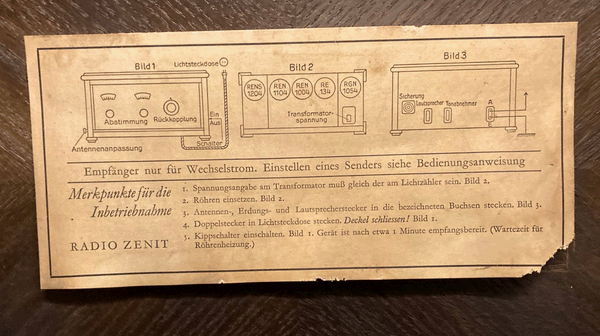 Bild 1
Lichtsteckdose
Abstimmung
Rückkopplung
Ein
Aus
Schalter
Antennenanpassung
Bild 2
RENS 1204
REN 1104
REN 1004
RE 134
RGN 1054
Transformator-
spannung
Bild 3
Sicherung
Lautsprecher
Tonabnehmer
A
E
Empfänger nur für Wechselstrom. Einstellen eines Senders siehe Bedienungsanweisung
Merkpunkte für die
Inbetriebnahme
RADIO ZENIT
1. Spannungsangabe am Transformator muß gleich der am Lichtzähler sein. Bild 2.
2. Röhren einsetzen. Bild 2.
3. Antennen-, Erdungs- und Lautsprecherstecker in die bezeichneten Buchsen stecken. Bild 3.
4. Doppelstecker in Lichtsteckdose stecken. Deckel schliessen! Bild 1.
5. Kippschalter einschalten. Bild 1. Gerät ist nach etwa 1 Minute empfangsbereit. (Wartezeit für
Röhrenheizung.)